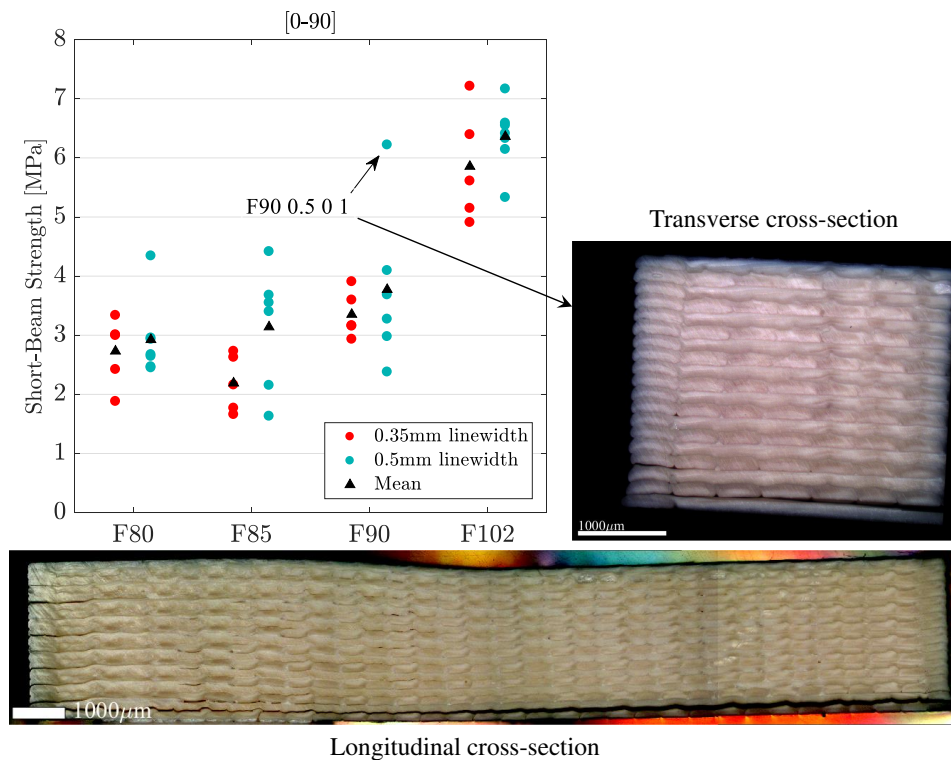 [0-90]
8
7
6
5
4
3
2
1
0
Short-Beam Strength [MPa]
F90 0.5 0 1
0.35mm linewidth
0.5mm linewidth
Mean
F80
F85
F90
F102
Transverse cross-section
1000μm
1000μm
Longitudinal cross-section